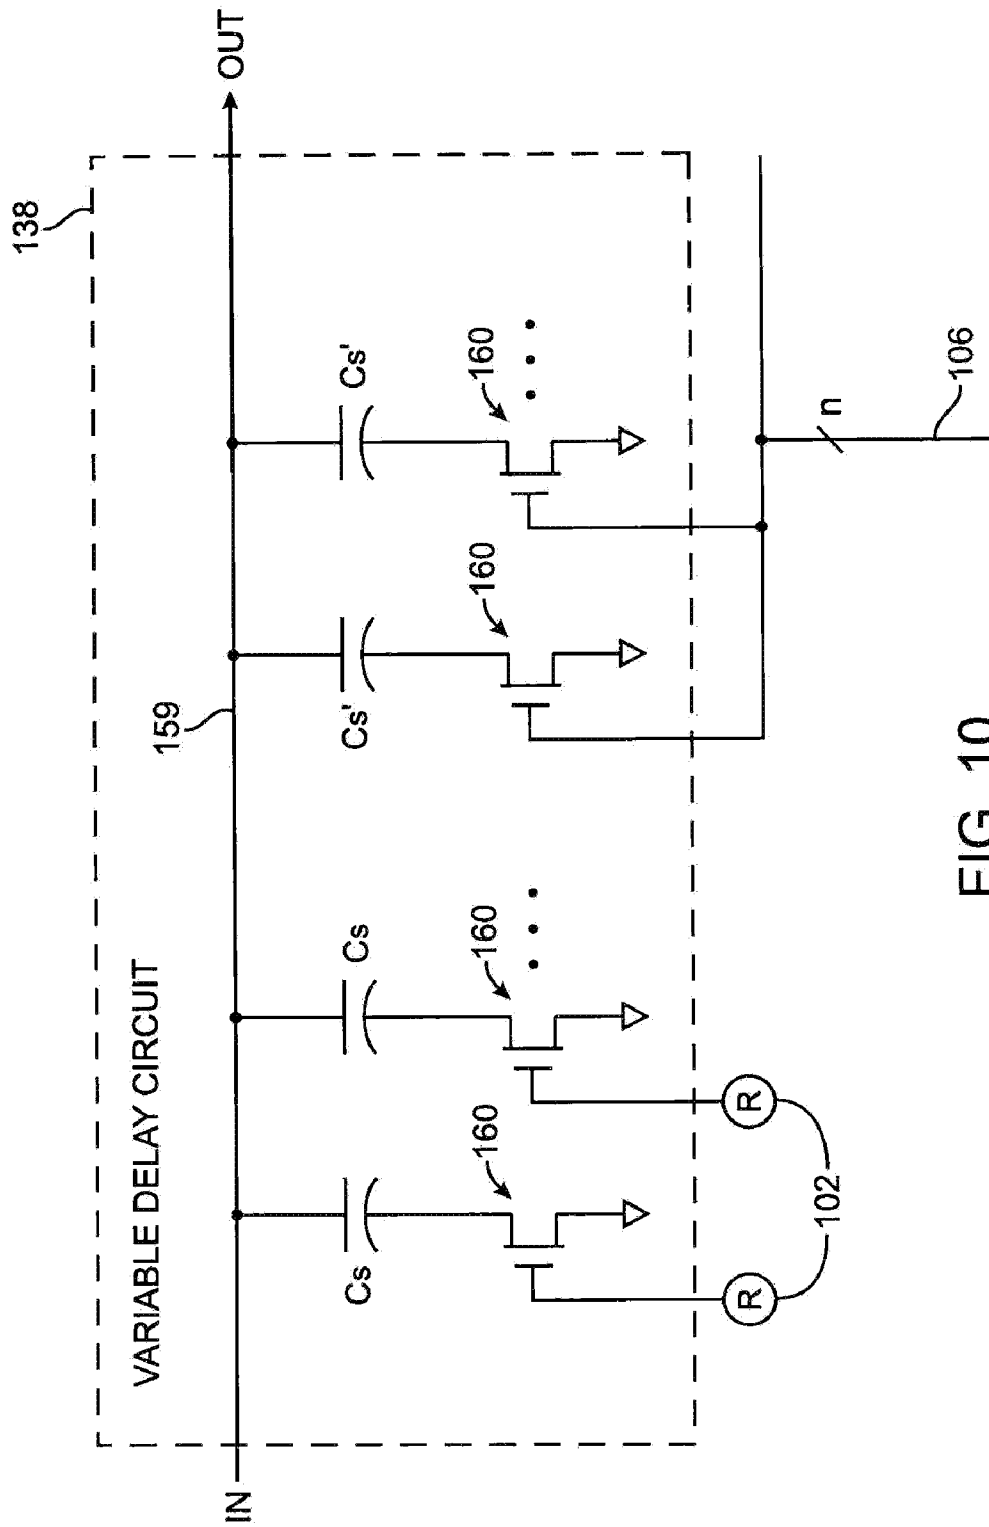 138
VARIABLE DELAY CIRCUIT
IN
159
OUT
Cs
Cs
Cs'
Cs'
160
160
160
160
R
R
102
n
106
FIG. 10